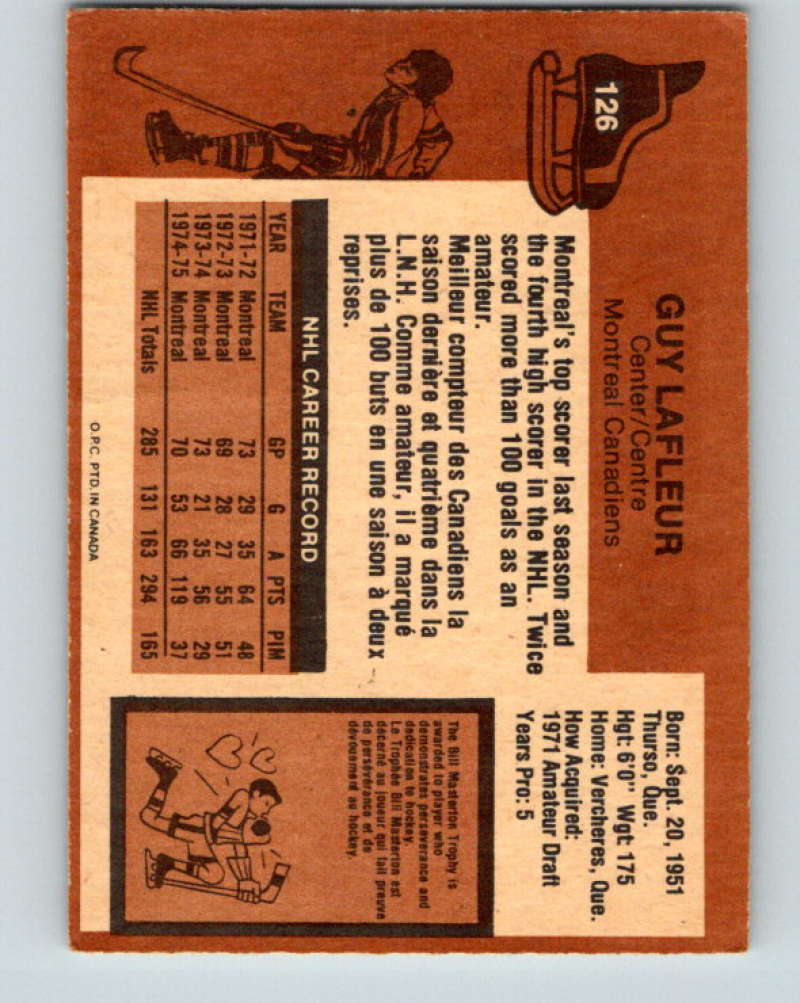 126
GUY LAFLEUR
Center/Centre
Montreal Canadiens
Montreal's top scorer last season and
the fourth high scorer in the NHL. Twice
scored more than 100 goals as an
amateur.
Meilleur compteur des Canadiens la
saison dernière et quatrième dans la
L.N.H. Comme amateur, il a marqué
plus de 100 buts en une saison à deux
reprises.
Born: Sept. 20, 1951
Thurso, Que.
Hgt: 6'0" Wgt: 175
Home: Vercheres, Que.
How Acquired:
1971 Amateur Draft
Years Pro: 5
NHL CAREER RECORD
YEAR TEAM GP G A PTS PIM
1971-72 Montreal 73 29 35 64 48
1972-73 Montreal 69 28 27 55 51
1973-74 Montreal 73 21 35 56 29
1974-75 Montreal 70 53 66 119 37
NHL Totals 285 131 163 294 165
The Bill Masterton Trophy is
awarded to player who
demonstrates perseverance and
dedication to hockey.
Le Trophée Bill Masterton est
décerné au joueur qui fait preuve
de persévérance et de
dévouement au hockey.
O.P.C. PTD. IN CANADA